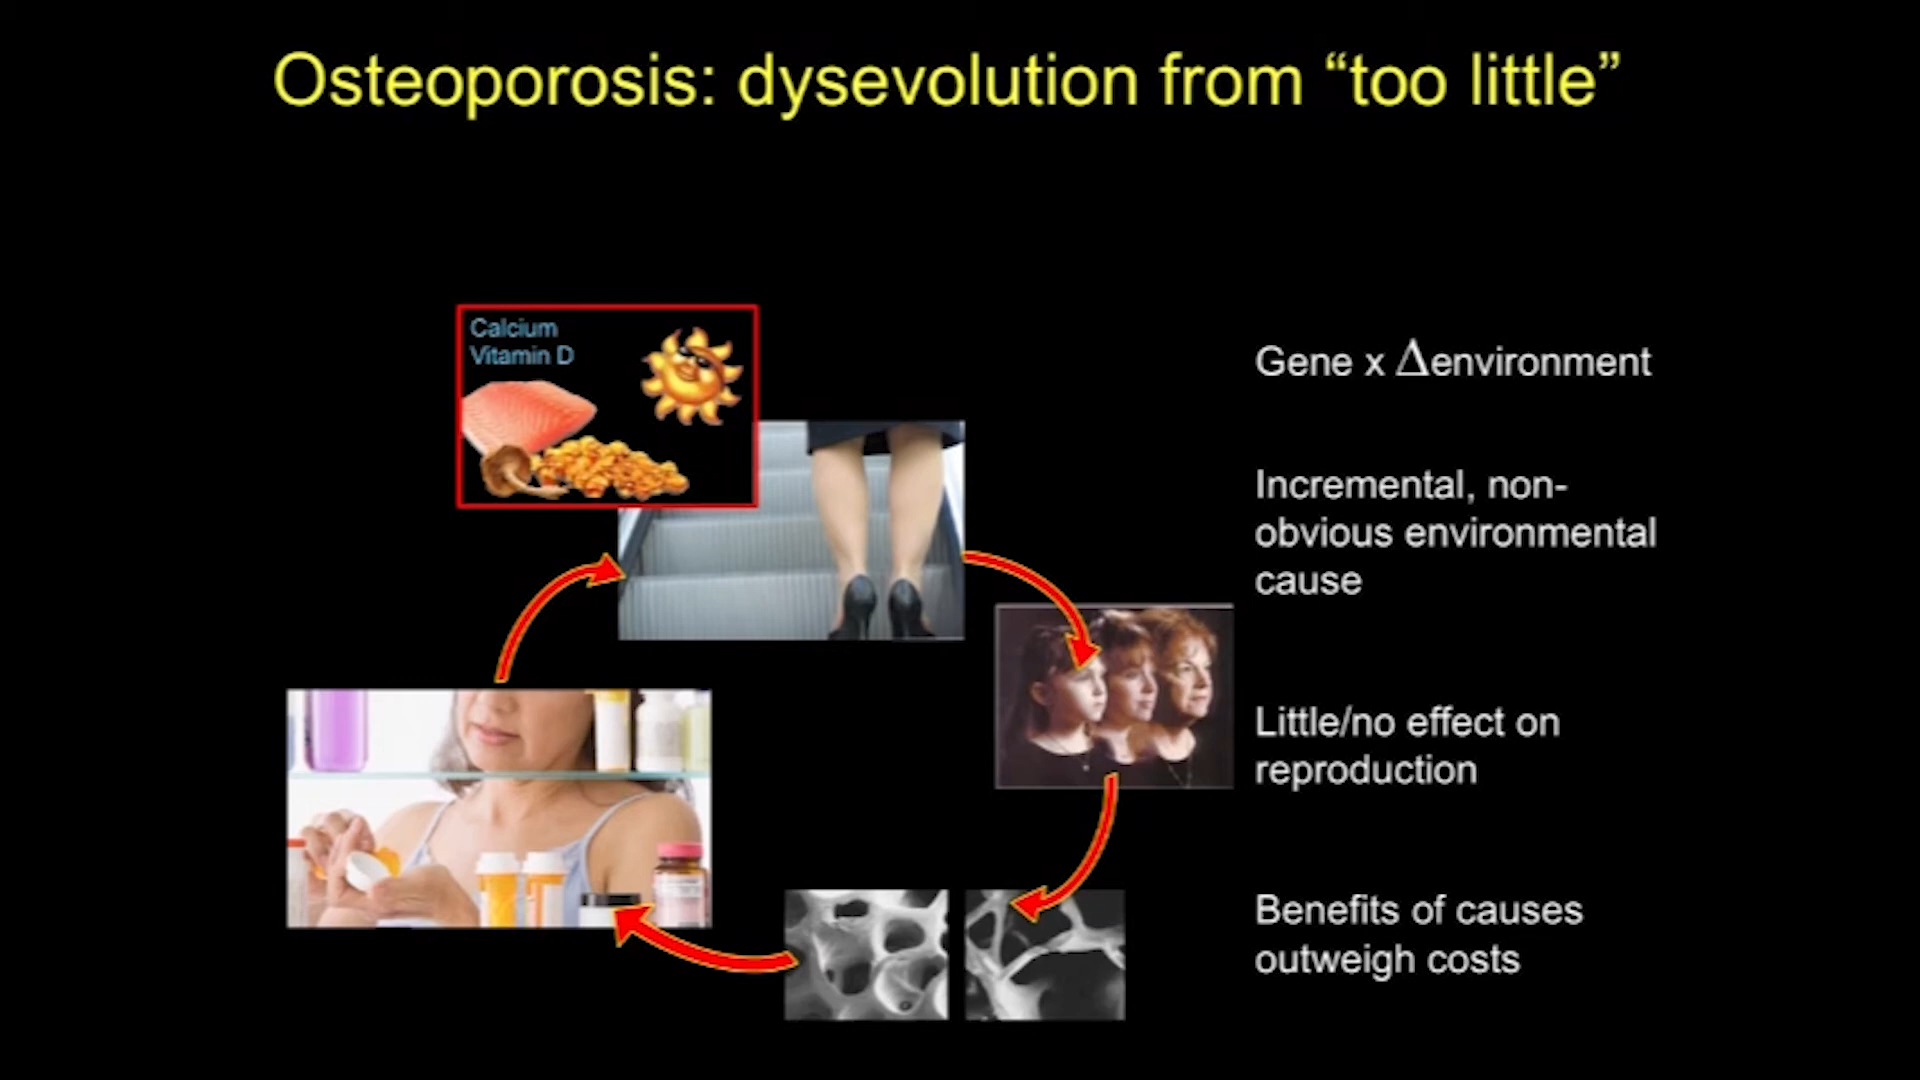 Osteoporosis: dysevolution from “too little”
Calcium
Vitamin D
Gene x Δenvironment
Incremental, non-
obvious environmental
cause
Little/no effect on
reproduction
Benefits of causes
outweigh costs